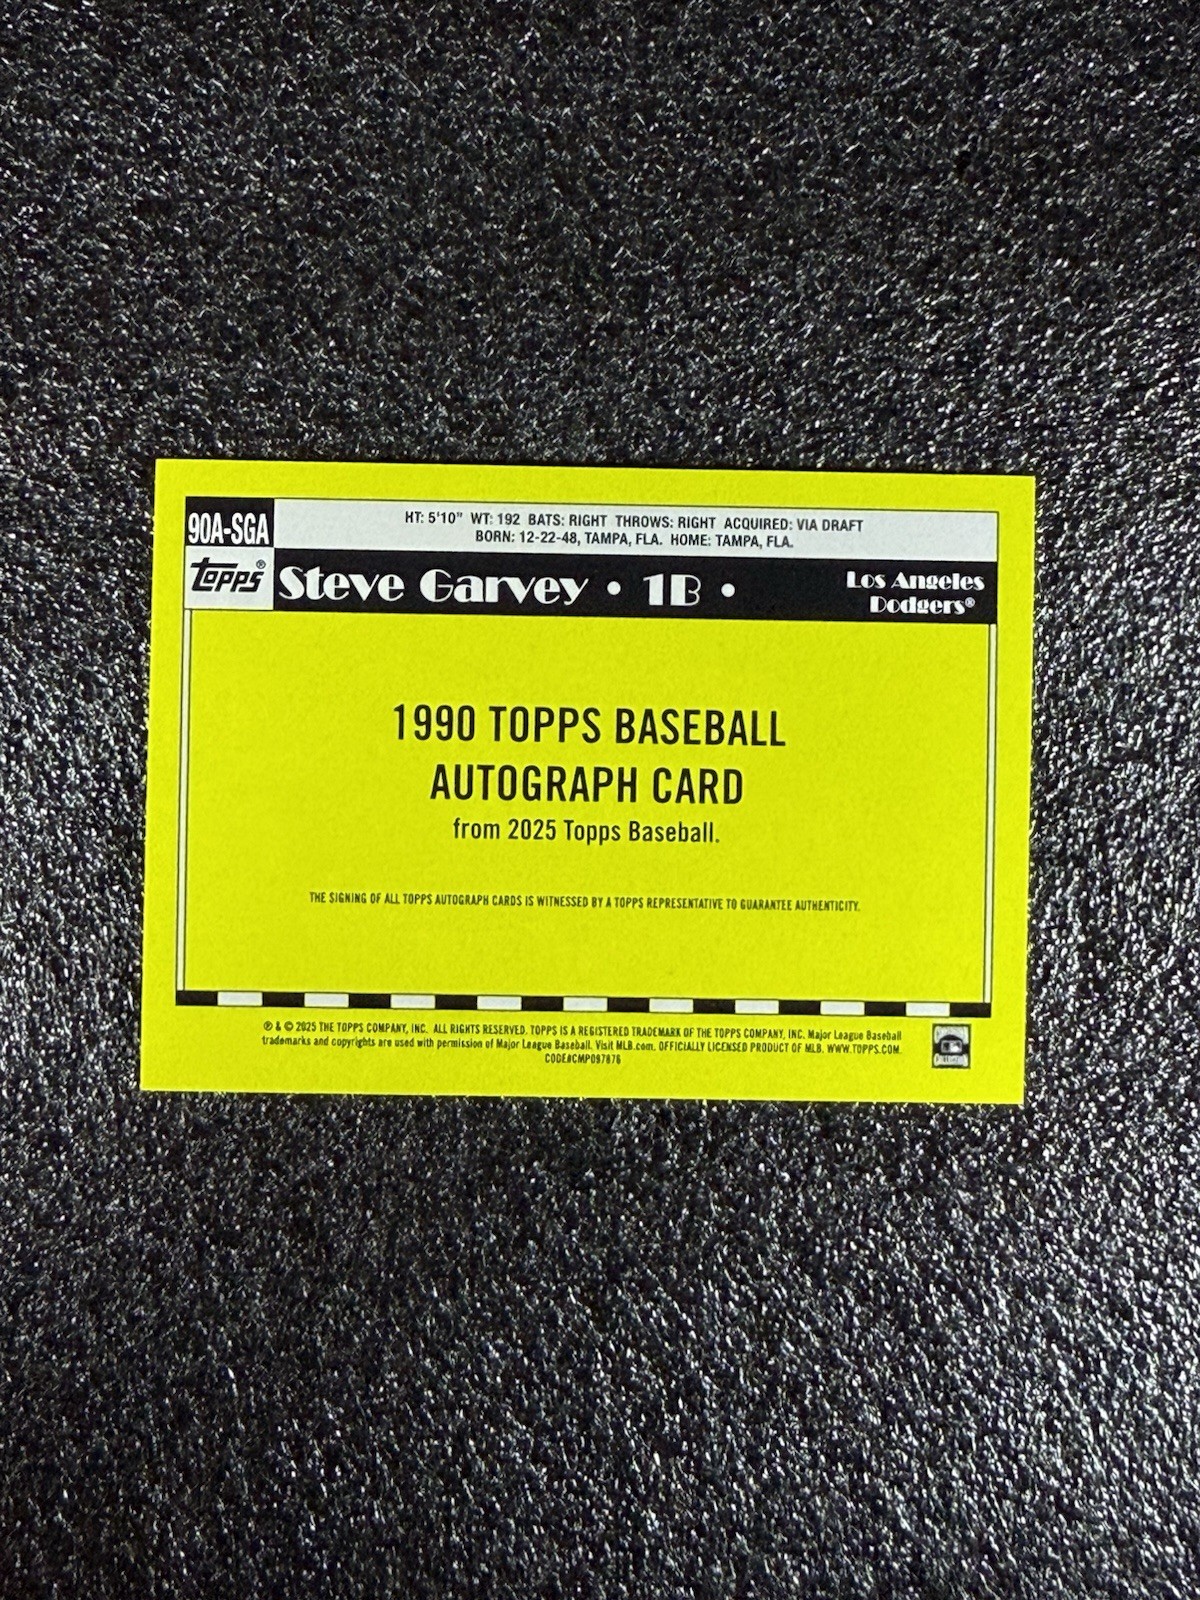 90A-SGA
HT: 5'10" WT: 192 BATS: RIGHT THROWS: RIGHT ACQUIRED: VIA DRAFT
BORN: 12-22-48, TAMPA, FLA. HOME: TAMPA, FLA.
Topps®
Steve Garvey • 1B •
Los Angeles
Dodgers®
1990 TOPPS BASEBALL
AUTOGRAPH CARD
from 2025 Topps Baseball.
THE SIGNING OF ALL TOPPS AUTOGRAPH CARDS IS WITNESSED BY A TOPPS REPRESENTATIVE TO GUARANTEE AUTHENTICITY.
℗ & © 2025 THE TOPPS COMPANY, INC. ALL RIGHTS RESERVED. TOPPS IS A REGISTERED TRADEMARK OF THE TOPPS COMPANY, INC. Major League Baseball
trademarks and copyrights are used with permission of Major League Baseball. Visit MLB.com. OFFICIALLY LICENSED PRODUCT OF MLB. WWW.TOPPS.COM.
CODE#CMP097876